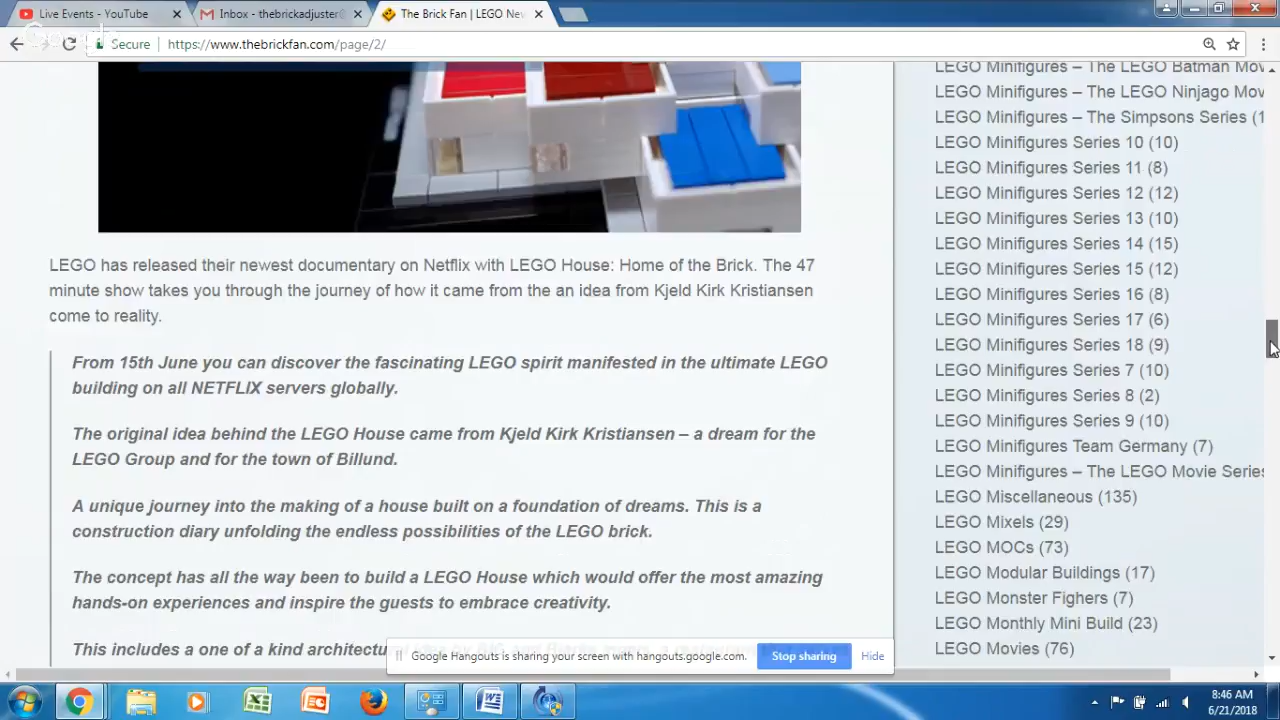 Live Events - YouTube
Inbox - thebrickadjuster@
The Brick Fan | LEGO Nev
Secure
https://www.thebrickfan.com/page/2/
LEGO Minifigures – The LEGO Batman Mov
LEGO Minifigures – The LEGO Ninjago Mov
LEGO Minifigures – The Simpsons Series (1
LEGO Minifigures Series 10 (10)
LEGO Minifigures Series 11 (8)
LEGO Minifigures Series 12 (12)
LEGO Minifigures Series 13 (10)
LEGO Minifigures Series 14 (15)
LEGO Minifigures Series 15 (12)
LEGO Minifigures Series 16 (8)
LEGO Minifigures Series 17 (6)
LEGO Minifigures Series 18 (9)
LEGO Minifigures Series 7 (10)
LEGO Minifigures Series 8 (2)
LEGO Minifigures Series 9 (10)
LEGO Minifigures Team Germany (7)
LEGO Minifigures – The LEGO Movie Series
LEGO Miscellaneous (135)
LEGO Mixels (29)
LEGO MOCs (73)
LEGO Modular Buildings (17)
LEGO Monster Fighers (7)
LEGO Monthly Mini Build (23)
LEGO Movies (76)
LEGO has released their newest documentary on Netflix with LEGO House: Home of the Brick. The 47
minute show takes you through the journey of how it came from the an idea from Kjeld Kirk Kristiansen
come to reality.
From 15th June you can discover the fascinating LEGO spirit manifested in the ultimate LEGO
building on all NETFLIX servers globally.
The original idea behind the LEGO House came from Kjeld Kirk Kristiansen – a dream for the
LEGO Group and for the town of Billund.
A unique journey into the making of a house built on a foundation of dreams. This is a
construction diary unfolding the endless possibilities of the LEGO brick.
The concept has all the way been to build a LEGO House which would offer the most amazing
hands-on experiences and inspire the guests to embrace creativity.
This includes a one of a kind architectu
Google Hangouts is sharing your screen with hangouts.google.com.
Stop sharing
Hide
8:46 AM
6/21/2018